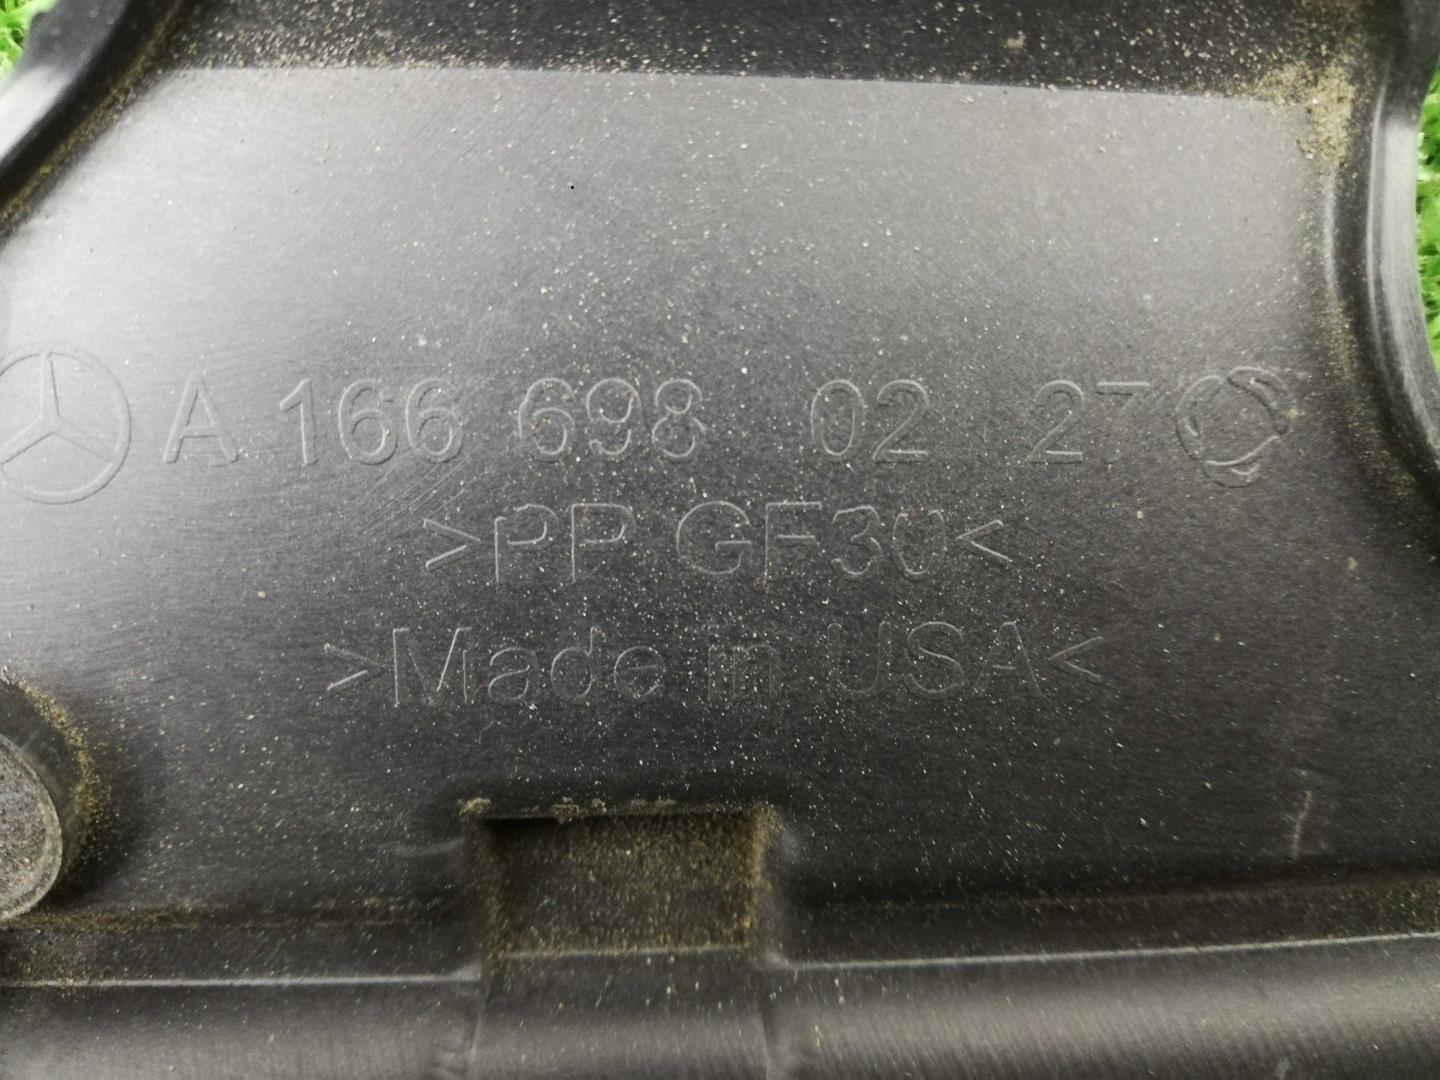 A 166 698 02 27
>PP GF30<
>Made in USA<